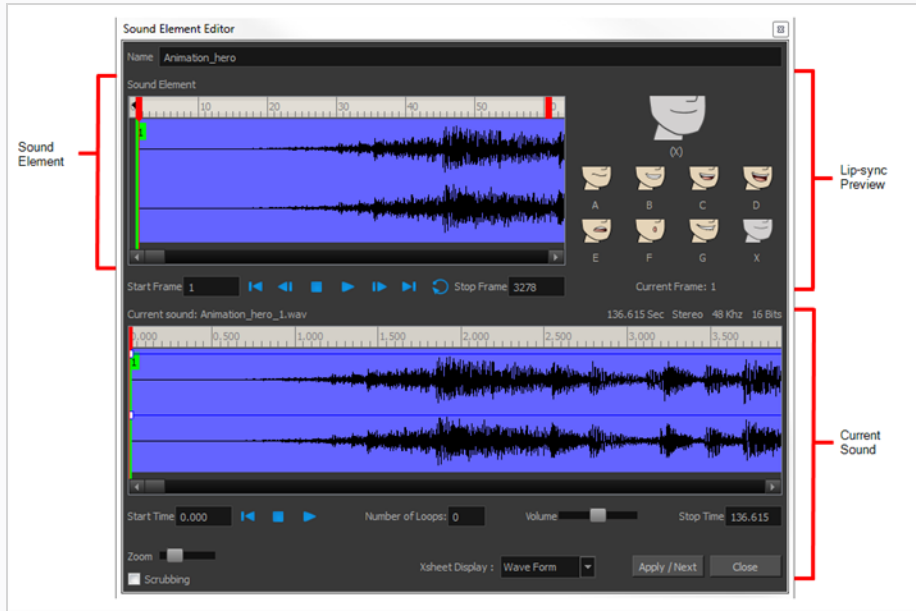 Sound Element Editor
Name Animation_hero
Sound Element
10 20 30 40 50
1
(X)
A B C D
E F G X
Start Frame 1 Stop Frame 3278 Current Frame: 1
Current sound: Animation_hero_1.wav 136.615 Sec Stereo 48 Khz 16 Bits
0.000 0.500 1.000 1.500 2.000 2.500 3.000 3.500
1
Start Time 0.000 Number of Loops: 0 Volume Stop Time 136.615
Zoom
Scrubbing
Xsheet Display : Wave Form Apply / Next Close
Sound
Element
Lip-sync
Preview
Current
Sound